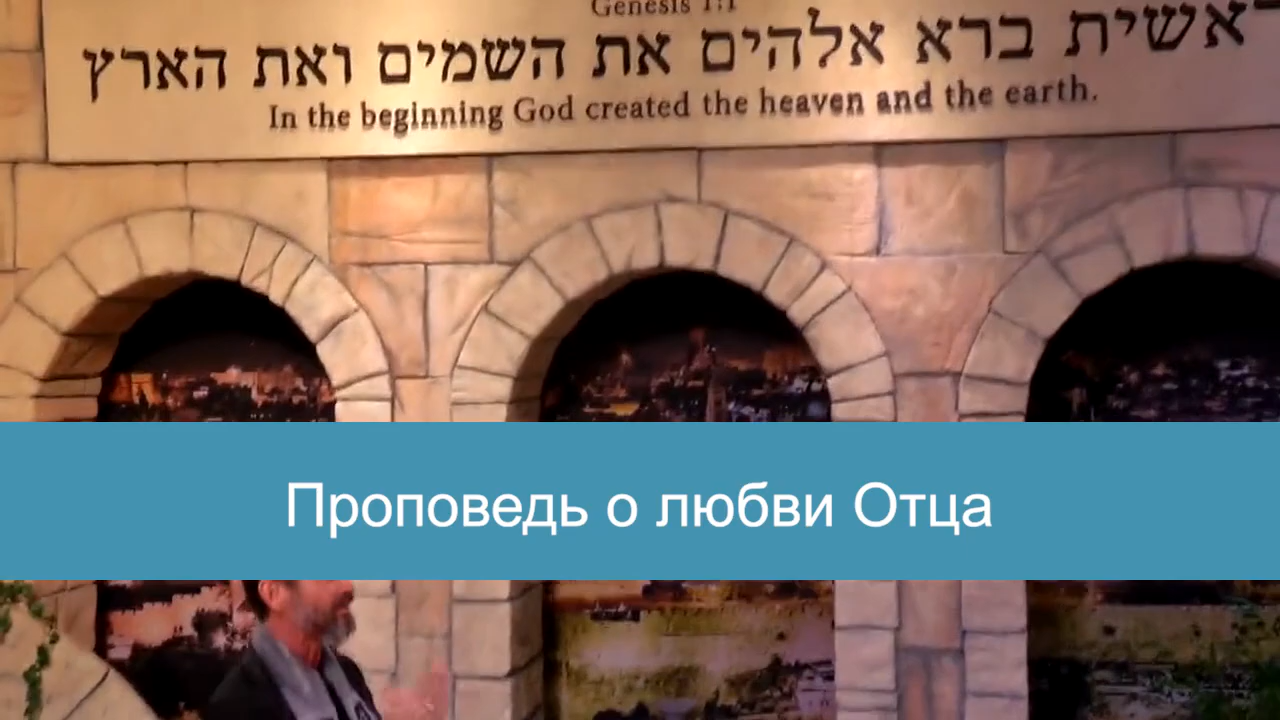 Genesis 1:1
ראשית ברא אלהים את השמים ואת הארץ
In the beginning God created the heaven and the earth.
Проповедь о любви Отца